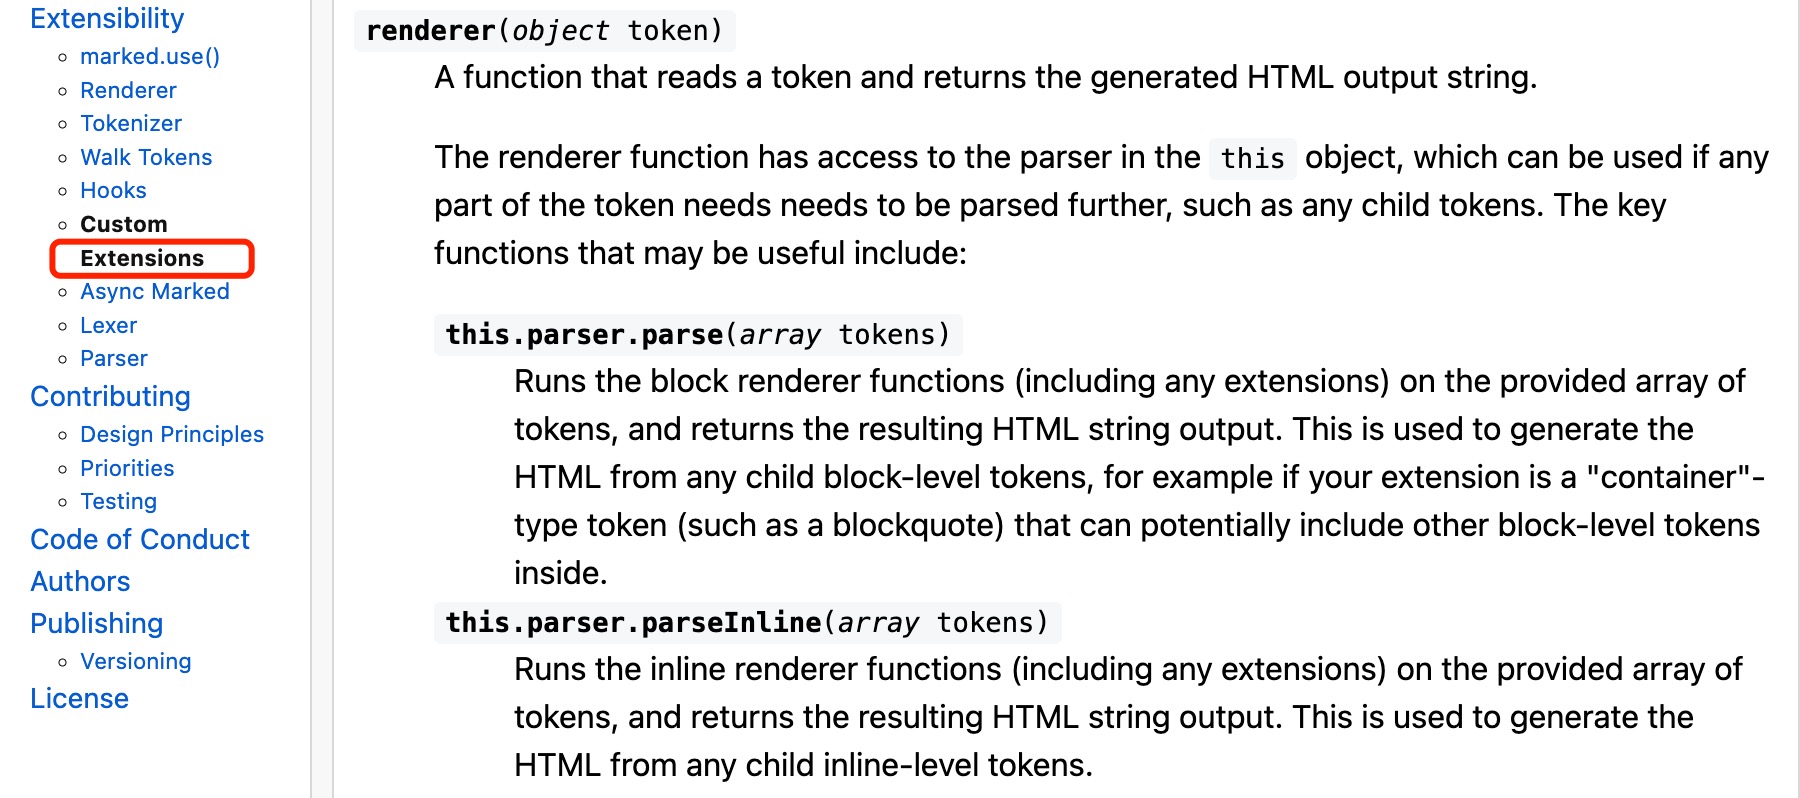 Extensibility
marked.use()
Renderer
Tokenizer
Walk Tokens
Hooks
Custom
Extensions
Async Marked
Lexer
Parser
Contributing
Design Principles
Priorities
Testing
Code of Conduct
Authors
Publishing
Versioning
License
renderer(object token)
A function that reads a token and returns the generated HTML output string.
The renderer function has access to the parser in the this object, which can be used if any
part of the token needs needs to be parsed further, such as any child tokens. The key
functions that may be useful include:
this.parser.parse(array tokens)
Runs the block renderer functions (including any extensions) on the provided array of
tokens, and returns the resulting HTML string output. This is used to generate the
HTML from any child block-level tokens, for example if your extension is a "container"-
type token (such as a blockquote) that can potentially include other block-level tokens
inside.
this.parser.parseInline(array tokens)
Runs the inline renderer functions (including any extensions) on the provided array of
tokens, and returns the resulting HTML string output. This is used to generate the
HTML from any child inline-level tokens.